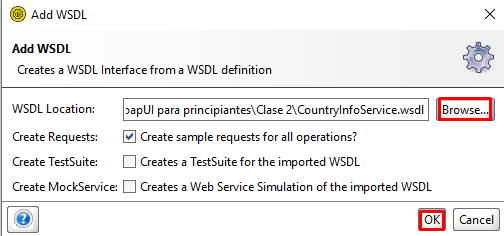 Add WSDL
Add WSDL
Creates a WSDL Interface from a WSDL definition
WSDL Location: oapUI para principiantes\Clase 2\CountryInfoService.wsdl Browse...
Create Requests: Create sample requests for all operations?
Create TestSuite: Creates a TestSuite for the imported WSDL
Create MockService: Creates a Web Service Simulation of the imported WSDL
? OK Cancel